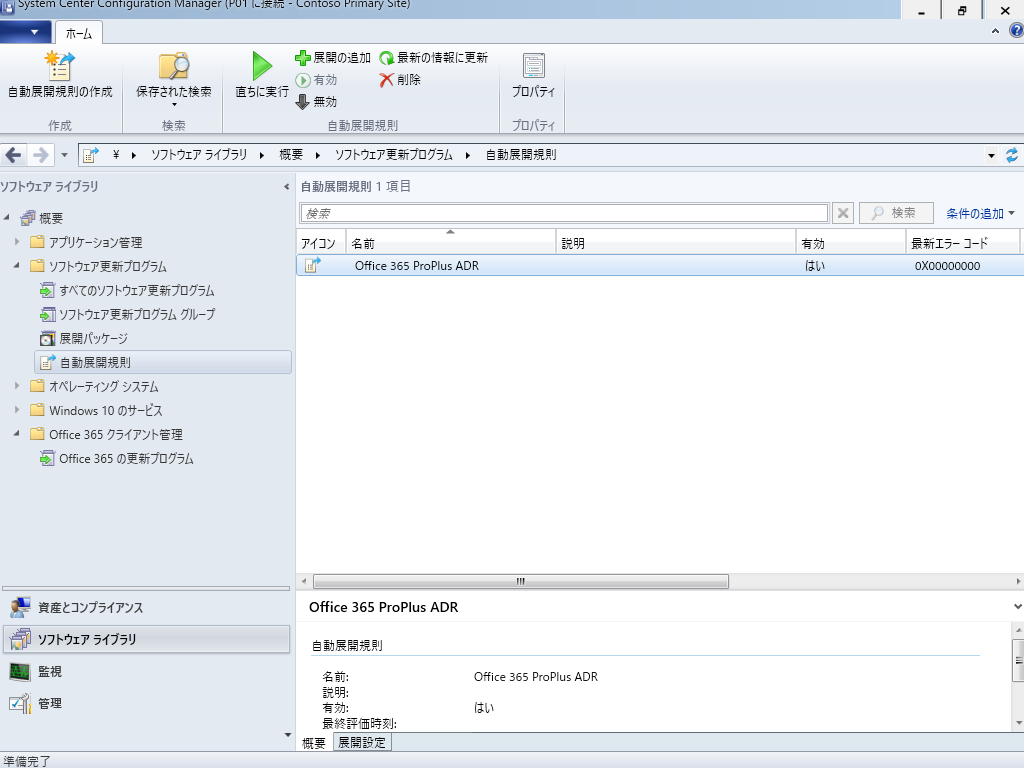 System Center Configuration Manager (P01 に接続 - Contoso Primary Site)
ホーム
自動展開規則の作成
保存された検索
直ちに実行
展開の追加
有効
無効
最新の情報に更新
削除
プロパティ
作成
検索
自動展開規則
プロパティ
¥ ソフトウェア ライブラリ 概要 ソフトウェア更新プログラム 自動展開規則
ソフトウェア ライブラリ
概要
アプリケーション管理
ソフトウェア更新プログラム
すべてのソフトウェア更新プログラム
ソフトウェア更新プログラム グループ
展開パッケージ
自動展開規則
オペレーティング システム
Windows 10 のサービス
Office 365 クライアント管理
Office 365 の更新プログラム
資産とコンプライアンス
ソフトウェア ライブラリ
監視
管理
自動展開規則 1 項目
検索
検索
条件の追加
アイコン 名前 説明 有効 最新エラー コード
Office 365 ProPlus ADR はい 0X00000000
Office 365 ProPlus ADR
自動展開規則
名前: Office 365 ProPlus ADR
説明:
有効: はい
最終評価時刻:
概要 展開設定
準備完了